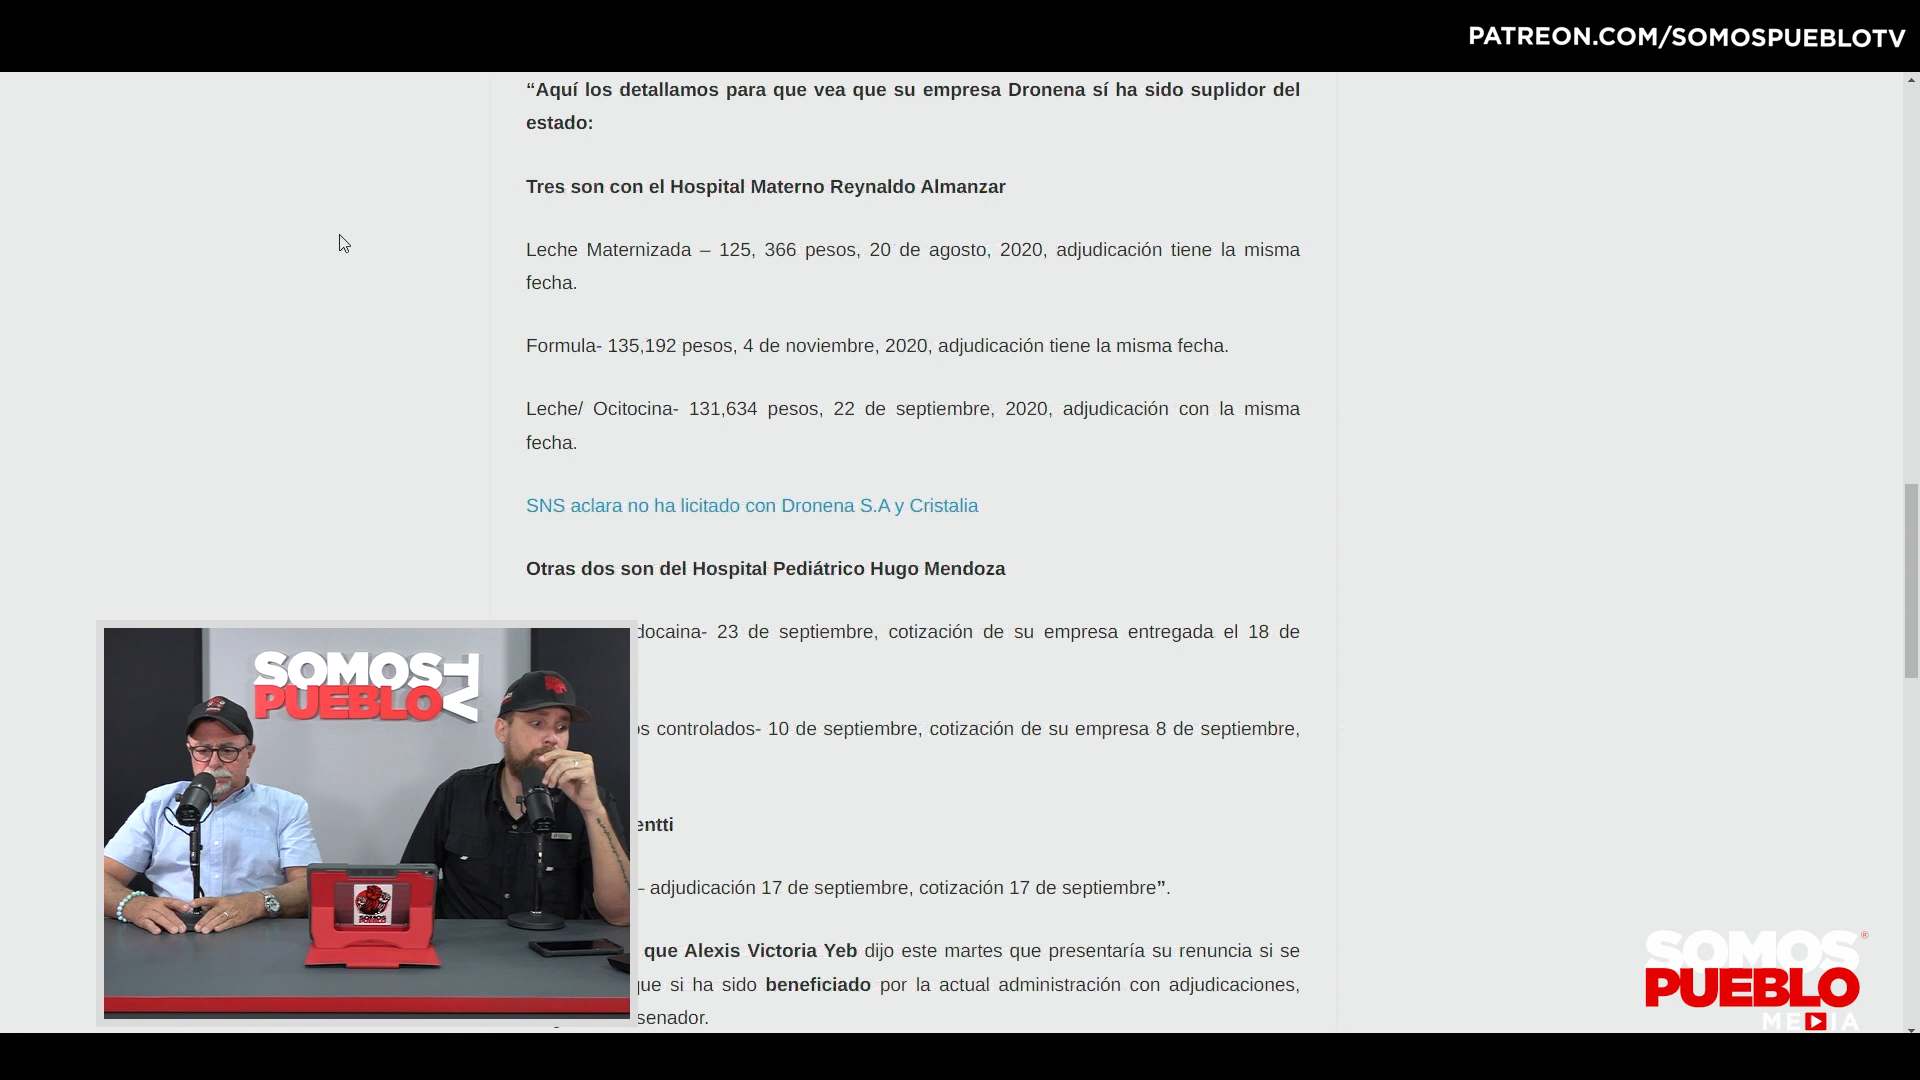 PATREON.COM/SOMOSPUEBLOTV
“Aquí los detallamos para que vea que su empresa Dronena sí ha sido suplidor del
estado:
Tres son con el Hospital Materno Reynaldo Almanzar
Leche Maternizada – 125, 366 pesos, 20 de agosto, 2020, adjudicación tiene la misma
fecha.
Formula- 135,192 pesos, 4 de noviembre, 2020, adjudicación tiene la misma fecha.
Leche/ Ocitocina- 131,634 pesos, 22 de septiembre, 2020, adjudicación con la misma
fecha.
SNS aclara no ha licitado con Dronena S.A y Cristalia
Otras dos son del Hospital Pediátrico Hugo Mendoza
docaina- 23 de septiembre, cotización de su empresa entregada el 18 de
os controlados- 10 de septiembre, cotización de su empresa 8 de septiembre,
entti
– adjudicación 17 de septiembre, cotización 17 de septiembre”.
que Alexis Victoria Yeb dijo este martes que presentaría su renuncia si se
que si ha sido beneficiado por la actual administración con adjudicaciones,
senador.
SOMOS
PUEBLO
TV
SOMOS
PUEBLO
SOMOS®
PUEBLO
MEDIA